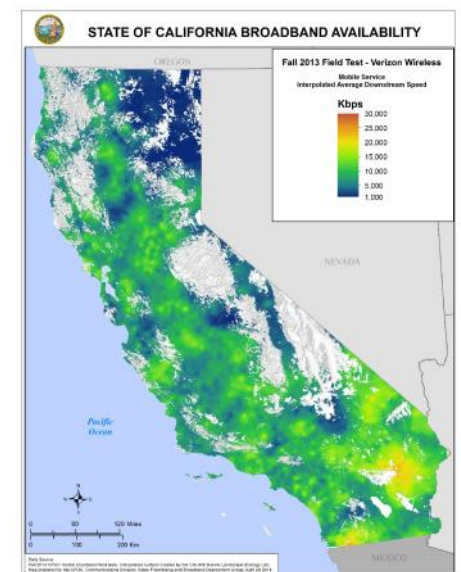 STATE OF CALIFORNIA BROADBAND AVAILABILITY
OREGON
Fall 2013 Field Test - Verizon Wireless
Mobile Service
Interpolated Average Downstream Speed
Kbps
30,000
25,000
20,000
15,000
10,000
5,000
1,000
NEVADA
Pacific
Ocean
N
0 60 120 Miles
0 100 200 Km
MEXICO
Data Source